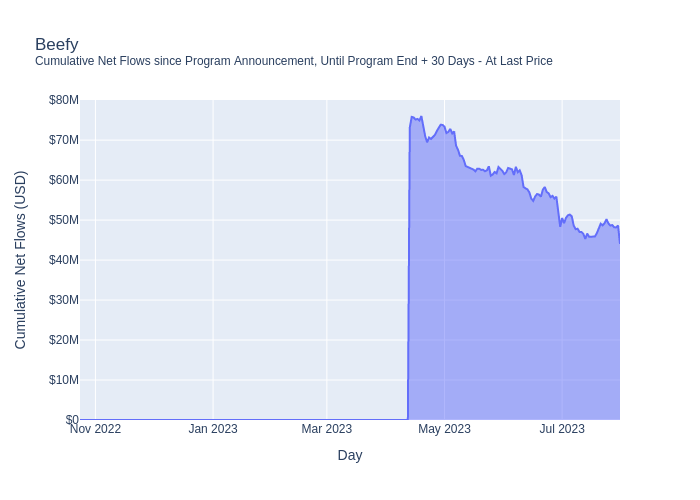 Beefy
Cumulative Net Flows since Program Announcement, Until Program End + 30 Days - At Last Price
Cumulative Net Flows (USD)
$80M
$70M
$60M
$50M
$40M
$30M
$20M
$10M
$0
Nov 2022 Jan 2023 Mar 2023 May 2023 Jul 2023
Day